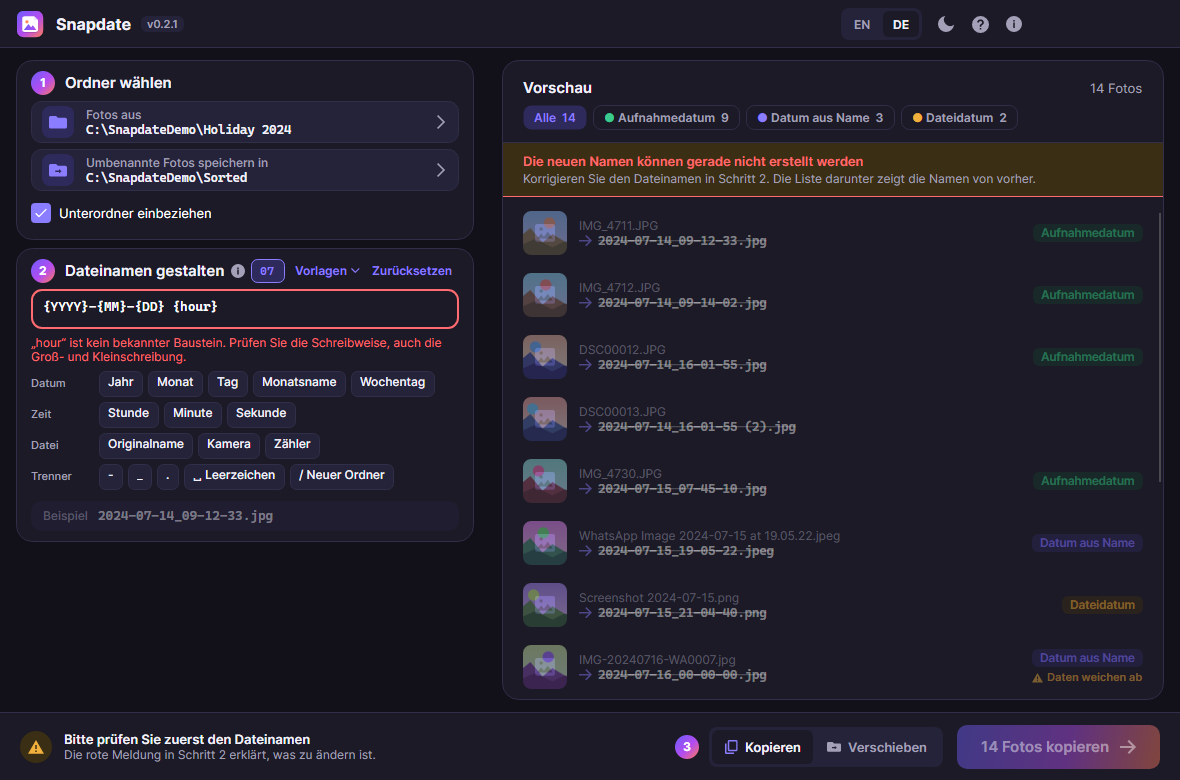 Snapdate v0.2.1
EN DE ? i
1 Ordner wählen
Fotos aus
C:\SnapdateDemo\Holiday 2024
Umbenannte Fotos speichern in
C:\SnapdateDemo\Sorted
Unterordner einbeziehen
2 Dateinamen gestalten i 07 Vorlagen Zurücksetzen
{YYYY}-{MM}-{DD} {hour}
„hour“ ist kein bekannter Baustein. Prüfen Sie die Schreibweise, auch die
Groß- und Kleinschreibung.
Datum Jahr Monat Tag Monatsname Wochentag
Zeit Stunde Minute Sekunde
Datei Originalname Kamera Zähler
Trenner - _ . ␣ Leerzeichen / Neuer Ordner
Beispiel 2024-07-14_09-12-33.jpg
Vorschau 14 Fotos
Alle 14 Aufnahmedatum 9 Datum aus Name 3 Dateidatum 2
Die neuen Namen können gerade nicht erstellt werden
Korrigieren Sie den Dateinamen in Schritt 2. Die Liste darunter zeigt die Namen von vorher.
IMG_4711.JPG
→ 2024-07-14_09-12-33.jpg Aufnahmedatum
IMG_4712.JPG
→ 2024-07-14_09-14-02.jpg Aufnahmedatum
DSC00012.JPG
→ 2024-07-14_16-01-55.jpg Aufnahmedatum
DSC00013.JPG
→ 2024-07-14_16-01-55 (2).jpg
IMG_4730.JPG
→ 2024-07-15_07-45-10.jpg Aufnahmedatum
WhatsApp Image 2024-07-15 at 19.05.22.jpeg
→ 2024-07-15_19-05-22.jpeg Datum aus Name
Screenshot 2024-07-15.png
→ 2024-07-15_21-04-40.png Dateidatum
IMG-20240716-WA0007.jpg Datum aus Name
→ 2024-07-16_00-00-00.jpg Daten weichen ab
Bitte prüfen Sie zuerst den Dateinamen
Die rote Meldung in Schritt 2 erklärt, was zu ändern ist.
3 Kopieren Verschieben 14 Fotos kopieren →